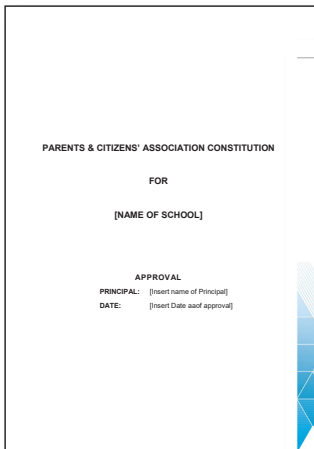 PARENTS & CITIZENS' ASSOCIATION CONSTITUTION
FOR
[NAME OF SCHOOL]
APPROVAL
PRINCIPAL: [Insert name of Principal]
DATE: [Insert Date aaof approval]